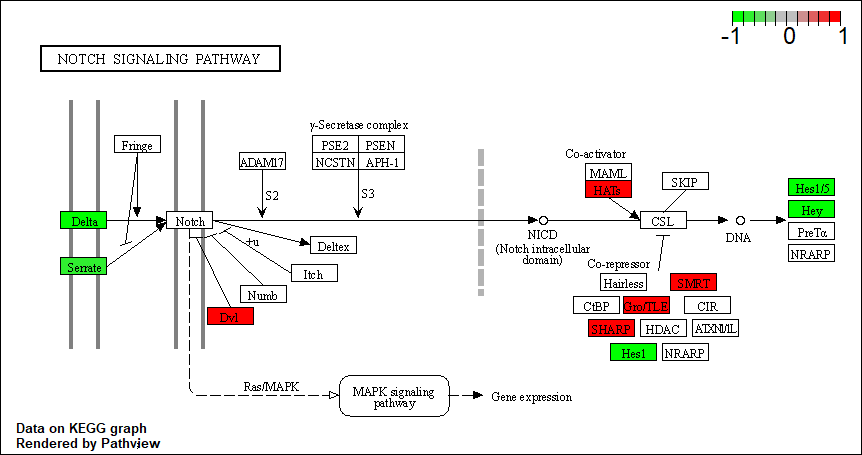 -1 0 1
NOTCH SIGNALING PATHWAY
Fringe
γ-Secretase complex
PSE2 PSEN
NCSTN APH-1
ADAM17
S2
S3
Co-activator
MAML
HATs
SKIP
Delta
Notch
Serrate
+u
Deltex
Itch
Numb
Dvl
NICD
(Notch intracellular
domain)
CSL
DNA
Hes1/5
Hey
PreTα
NRARP
Co-repressor
Hairless SMRT
CtBP Gro/TLE CIR
SHARP HDAC ATXN1/1L
Hes1 NRARP
Ras/MAPK
MAPK signaling
pathway
Gene expression
Data on KEGG graph
Rendered by Pathview